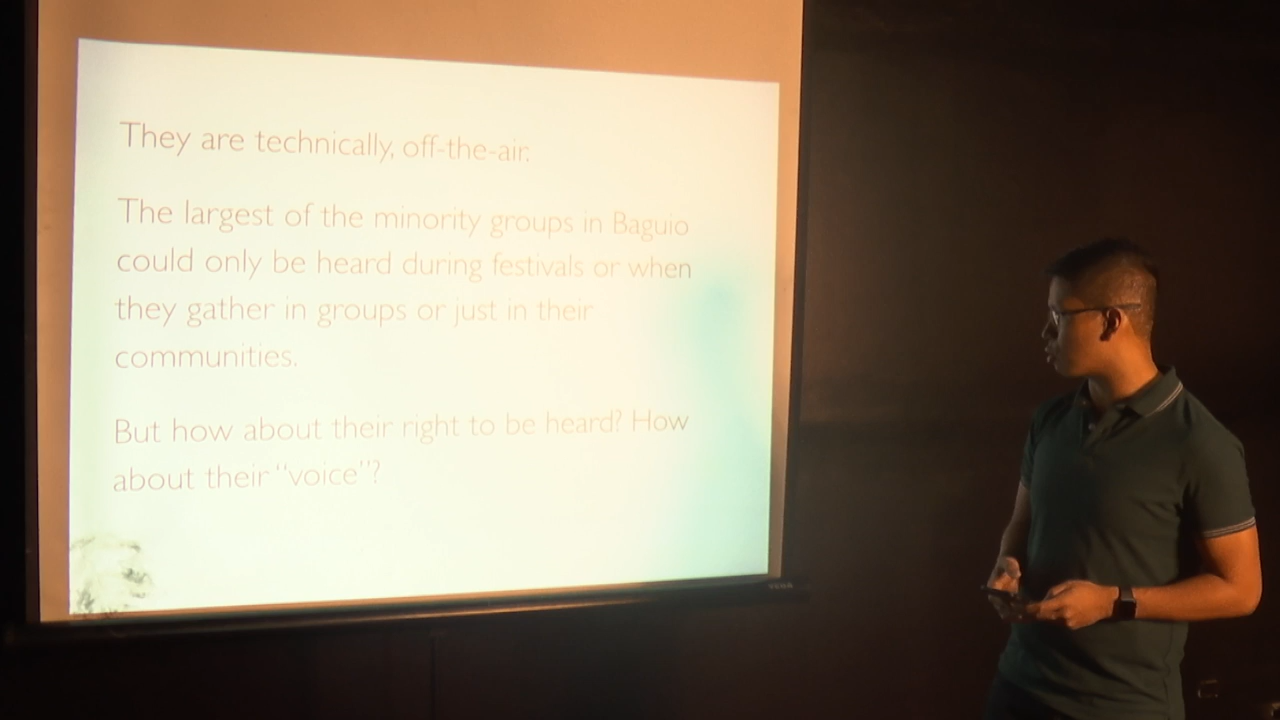 They are technically, off-the-air.
The largest of the minority groups in Baguio
could only be heard during festivals or when
they gather in groups or just in their
communities.
But how about their right to be heard? How
about their "voice"?